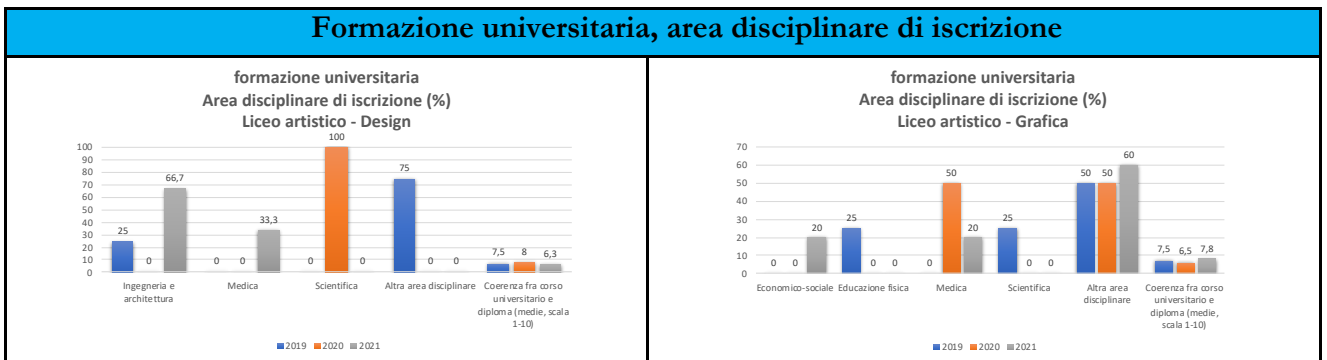 Formazione universitaria, area disciplinare di iscrizione
formazione universitaria
Area disciplinare di iscrizione (%)
Liceo artistico - Design
100
90
80
70
60
50
40
30
20
10
0
25
0
66,7
0
0
33,3
0
100
0
75
0
0
7,5
8
6,3
Ingegneria e
architettura
Medica
Scientifica
Altra area disciplinare
Coerenza fra corso
universitario e
diploma (medie, scala
1-10)
2019
2020
2021
formazione universitaria
Area disciplinare di iscrizione (%)
Liceo artistico - Grafica
70
60
50
40
30
20
10
0
0
0
20
25
0
0
0
50
20
25
0
0
50
50
60
7,5
6,5
7,8
Economico-sociale
Educazione fisica
Medica
Scientifica
Altra area
disciplinare
Coerenza fra corso
universitario e
diploma (medie,
scala 1-10)
2019
2020
2021